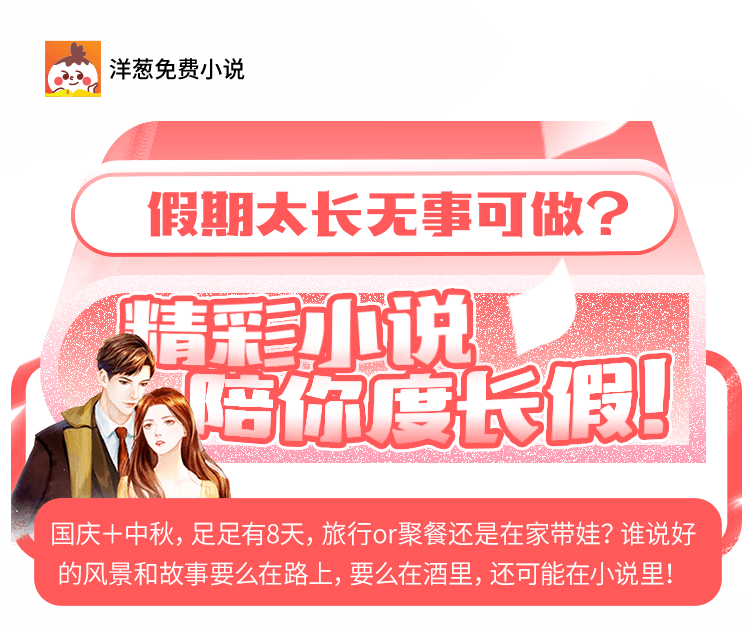 洋葱免费小说
假期太长无事可做？
精彩小说
陪你度长假！
国庆＋中秋，足足有8天，旅行or聚餐还是在家带娃？谁说好
的风景和故事要么在路上，要么在酒里，还可能在小说里！